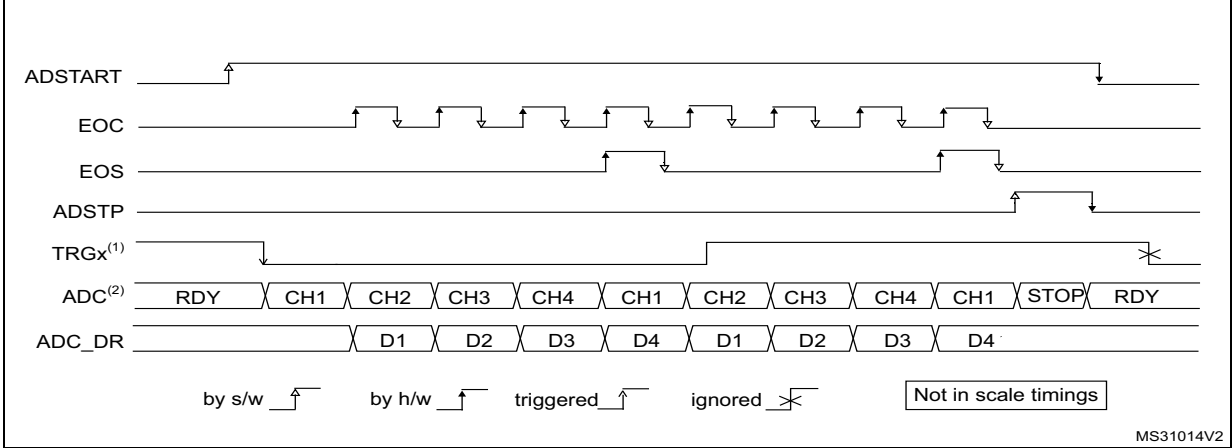 ADSTART
EOC
EOS
ADSTP
TRGx(1)
ADC(2) RDY CH1 CH2 CH3 CH4 CH1 CH2 CH3 CH4 CH1 STOP RDY
ADC_DR D1 D2 D3 D4 D1 D2 D3 D4
by s/w by h/w triggered ignored Not in scale timings
MS31014V2